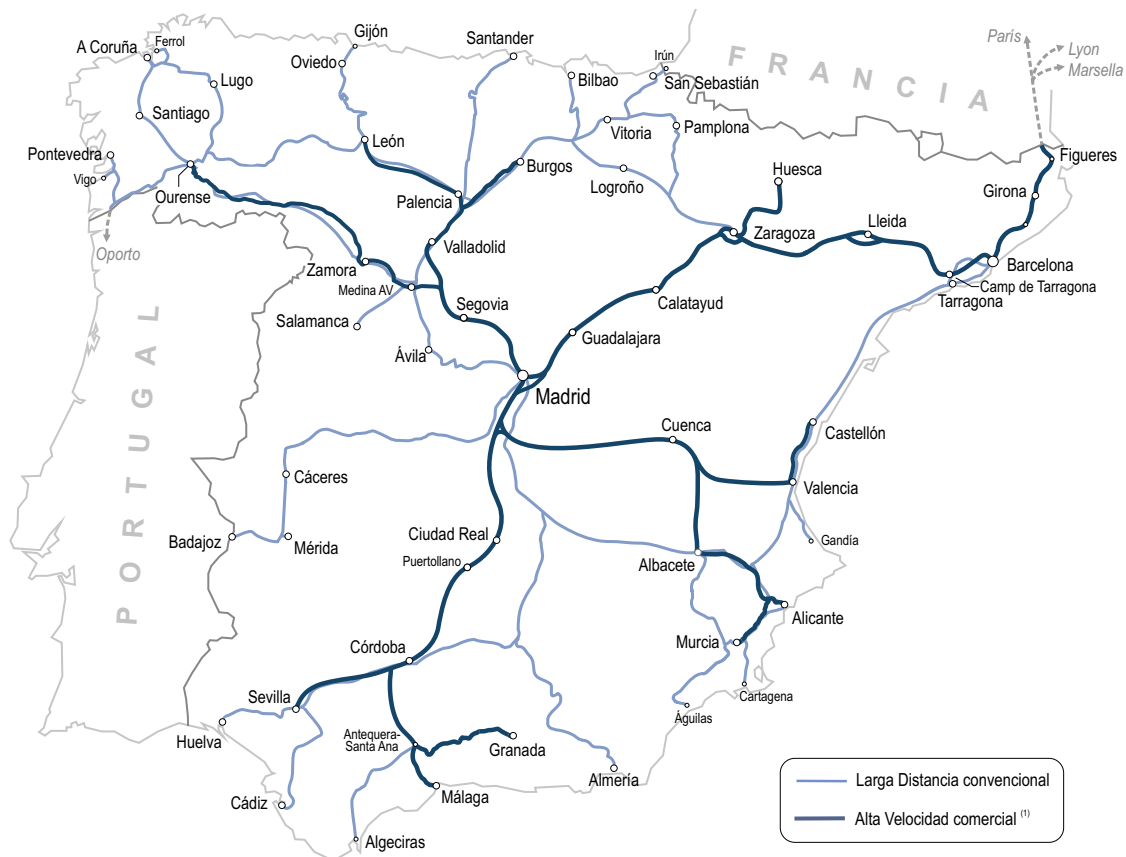 Gijón
Santander
París
Ferrol
A Coruña
Oviedo
Irún
Lyon
Bilbao
San Sebastián
FRANCIA
Marsella
Lugo
Santiago
Vitoria
Pamplona
León
Pontevedra
Burgos
Figueres
Huesca
Vigo
Logroño
Ourense
Palencia
Girona
Lleida
Zaragoza
Oporto
Valladolid
Zamora
Barcelona
Medina AV
Camp de Tarragona
Calatayud
Tarragona
Segovia
Salamanca
Guadalajara
Ávila
Madrid
PORTUGAL
Cuenca
Castellón
Cáceres
Valencia
Ciudad Real
Badajoz
Mérida
Gandía
Puertollano
Albacete
Alicante
Murcia
Córdoba
Cartagena
Sevilla
Águilas
Huelva
Antequera-
Santa Ana
Granada
Almería
Málaga
Cádiz
Algeciras
Larga Distancia convencional
Alta Velocidad comercial (1)